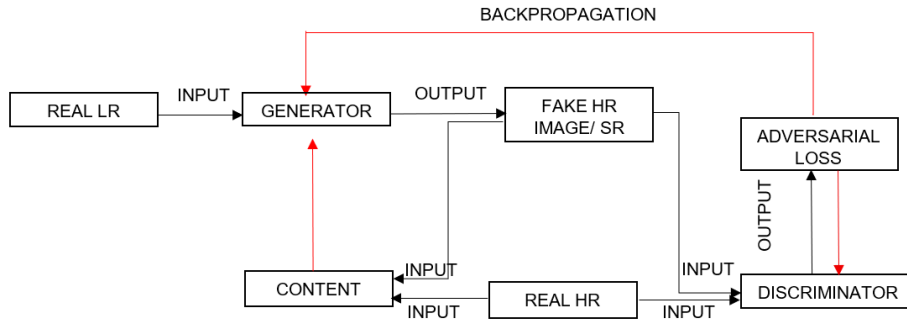 BACKPROPAGATION
REAL LR
INPUT
GENERATOR
OUTPUT
FAKE HR
IMAGE/ SR
ADVERSARIAL
LOSS
OUTPUT
INPUT
INPUT
CONTENT
INPUT
REAL HR
INPUT
DISCRIMINATOR